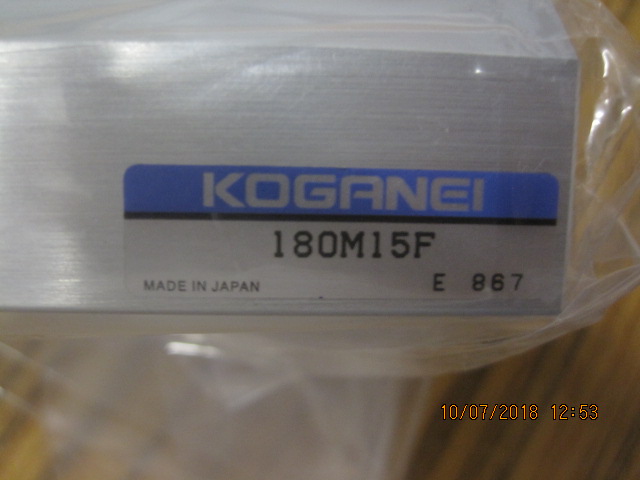 KOGANEI
180M15F
MADE IN JAPAN E 867
10/07/2018 12:53